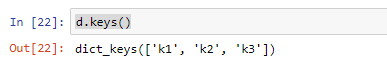 In [22]: d.keys()
Out[22]: dict_keys(['k1', 'k2', 'k3'])